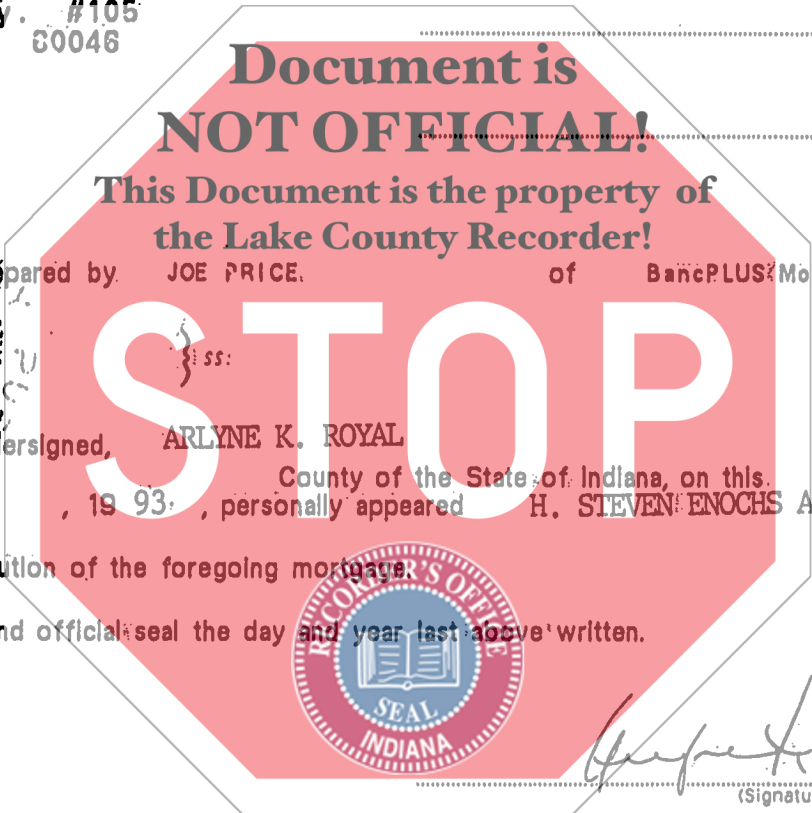 y. #105
60046
Document is
NOT OFFICIAL!
This Document is the property of
the Lake County Recorder!
pared by JOE PRICE of BancPLUS Mo
STOP
ss:
ersigned, ARLYNE K. ROYAL
County of the State of Indiana, on this
, 19 93 , personally appeared H. STEVEN ENOCHS A
ution of the foregoing mortgage.
nd official seal the day and year last above written.
RECORDER'S OFFICE
SEAL
INDIANA
(Signatu